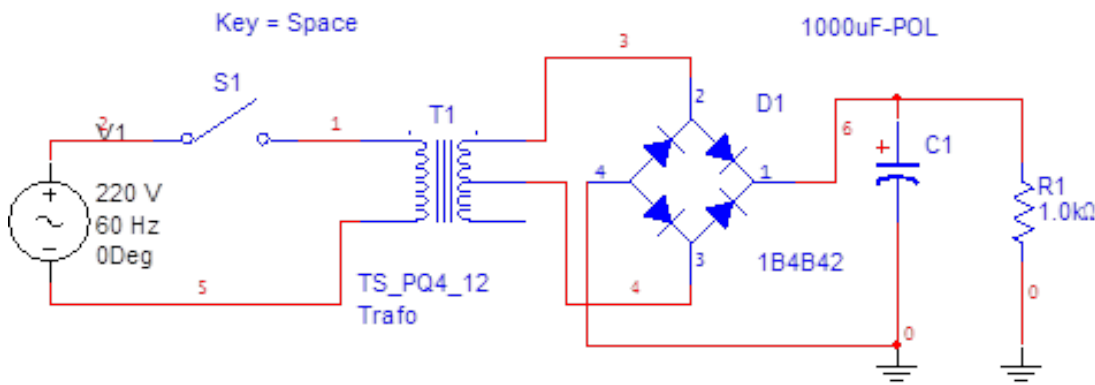 Key = Space
1000uF-POL
S1
3
2
D1
T1
2
V1
1
6
C1
+
4
1
+
220 V
60 Hz
0Deg
R1
1.0kΩ
5
TS_PQ4_12
Trafo
4
3
1B4B42
0
0